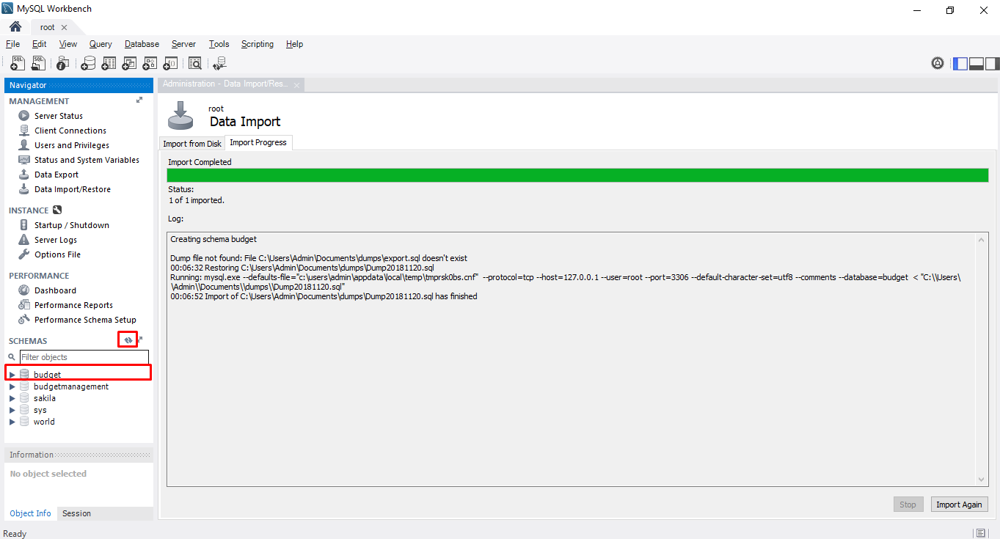 MySQL Workbench
root
File Edit View Query Database Server Tools Scripting Help
Navigator
MANAGEMENT
Server Status
Client Connections
Users and Privileges
Status and System Variables
Data Export
Data Import/Restore
INSTANCE
Startup / Shutdown
Server Logs
Options File
PERFORMANCE
Dashboard
Performance Reports
Performance Schema Setup
SCHEMAS
Filter objects
budget
budgetmanagement
sakila
sys
world
Information
No object selected
Object Info Session
Administration - Data Import/Res...
root
Data Import
Import from Disk Import Progress
Import Completed
Status:
1 of 1 imported.
Log:
Creating schema budget
Dump file not found: File C:\Users\Admin\Documents\dumps\export.sql doesn't exist
00:06:32 Restoring C:\Users\Admin\Documents\dumps\Dump20181120.sql
Running: mysql.exe --defaults-file="c:\users\admin\appdata\local\temp\tmprsk0bs.cnf" --protocol=tcp --host=127.0.0.1 --user=root --port=3306 --default-character-set=utf8 --comments --database=budget < "C:\\Users\
\Admin\\Documents\\dumps\\Dump20181120.sql"
00:06:52 Import of C:\Users\Admin\Documents\dumps\Dump20181120.sql has finished
Stop Import Again
Ready